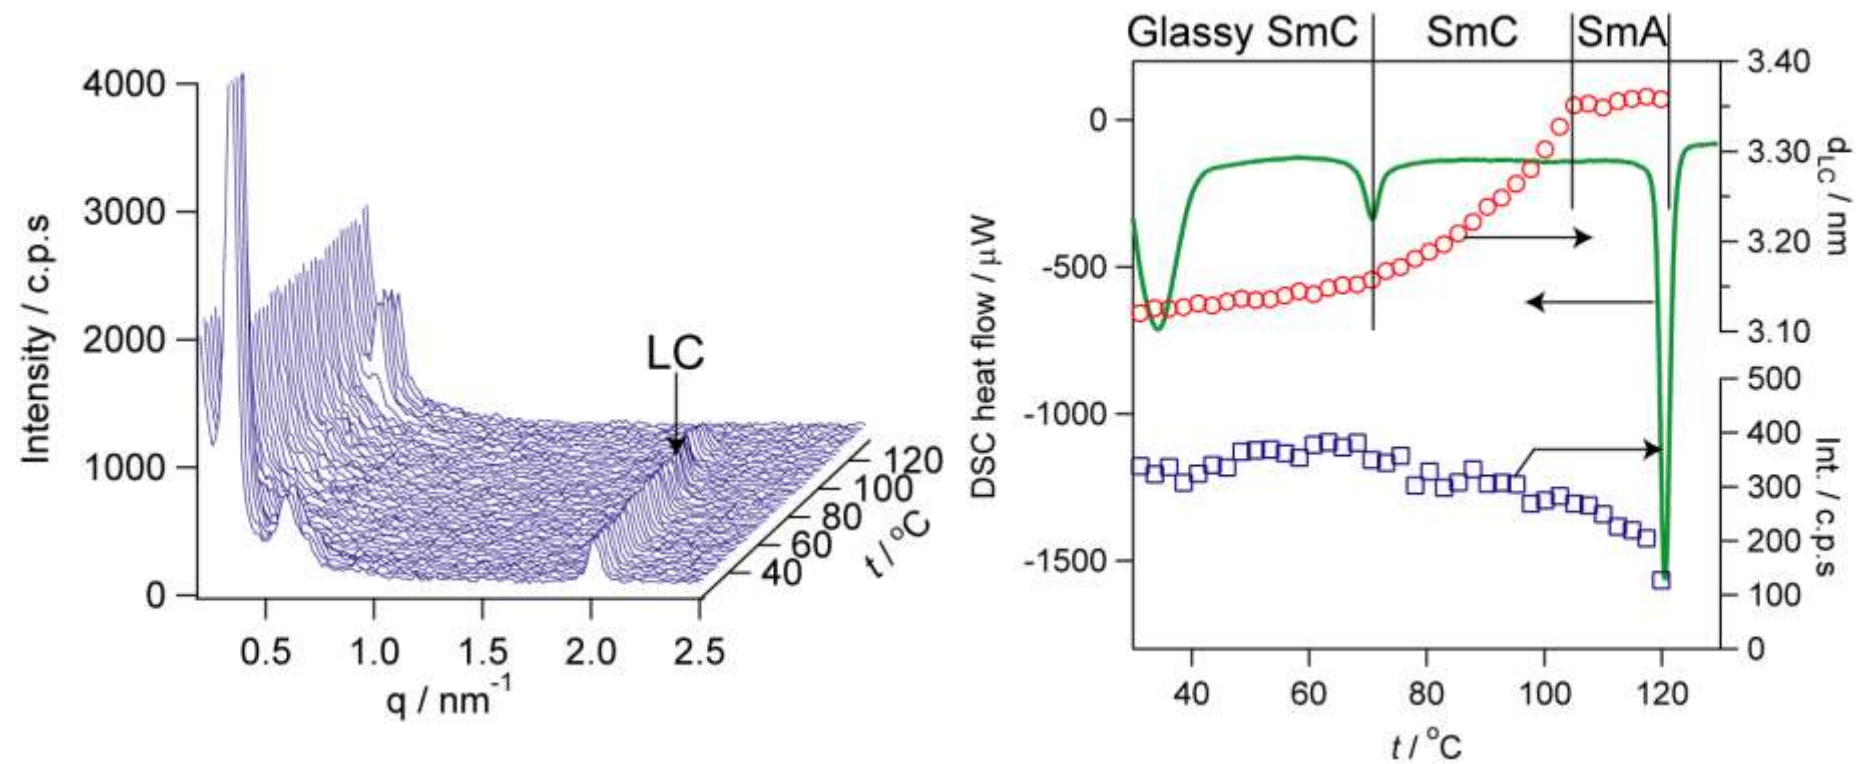 4000
3000
2000
1000
0
Intensity / c.p.s
LC
0.5 1.0 1.5 2.0 2.5
q / nm⁻¹
120
100
80
60
40
t / °C
Glassy SmC SmC SmA
0
-500
-1000
-1500
DSC heat flow / μW
3.40
3.30
3.20
3.10
d_LC / nm
500
400
300
200
100
0
Int. / c.p.s
40 60 80 100 120
t / °C